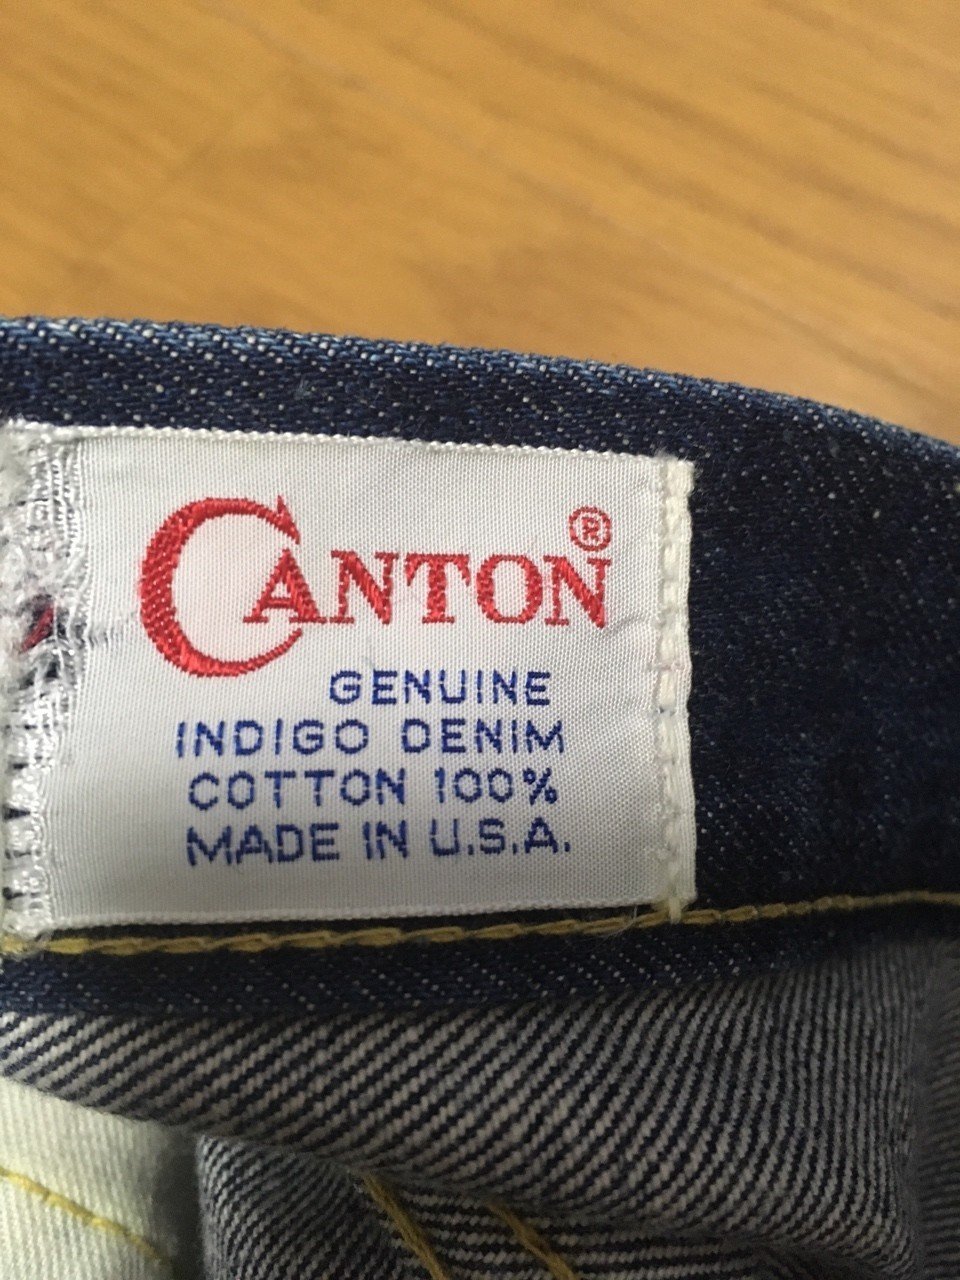 CANTON®
GENUINE
INDIGO DENIM
COTTON 100%
MADE IN U.S.A.